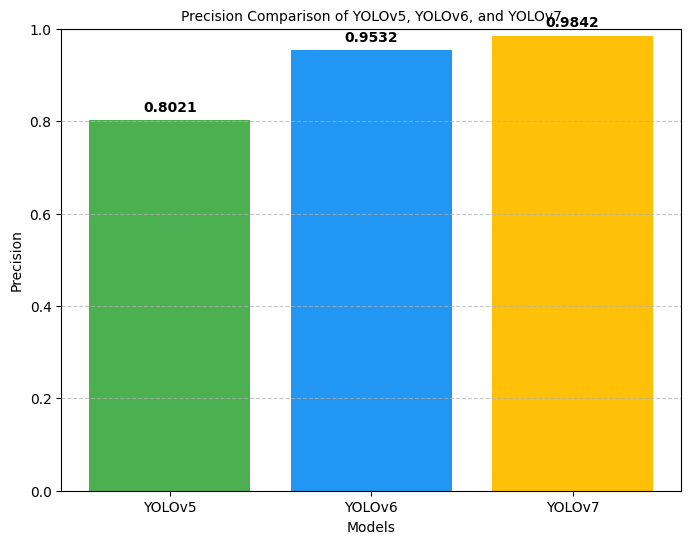 Precision Comparison of YOLOv5, YOLOv6, and YOLOv7
0.9842
0.9532
0.8021
1.0
0.8
0.6
0.4
0.2
0.0
Precision
YOLOv5
YOLOv6
YOLOv7
Models